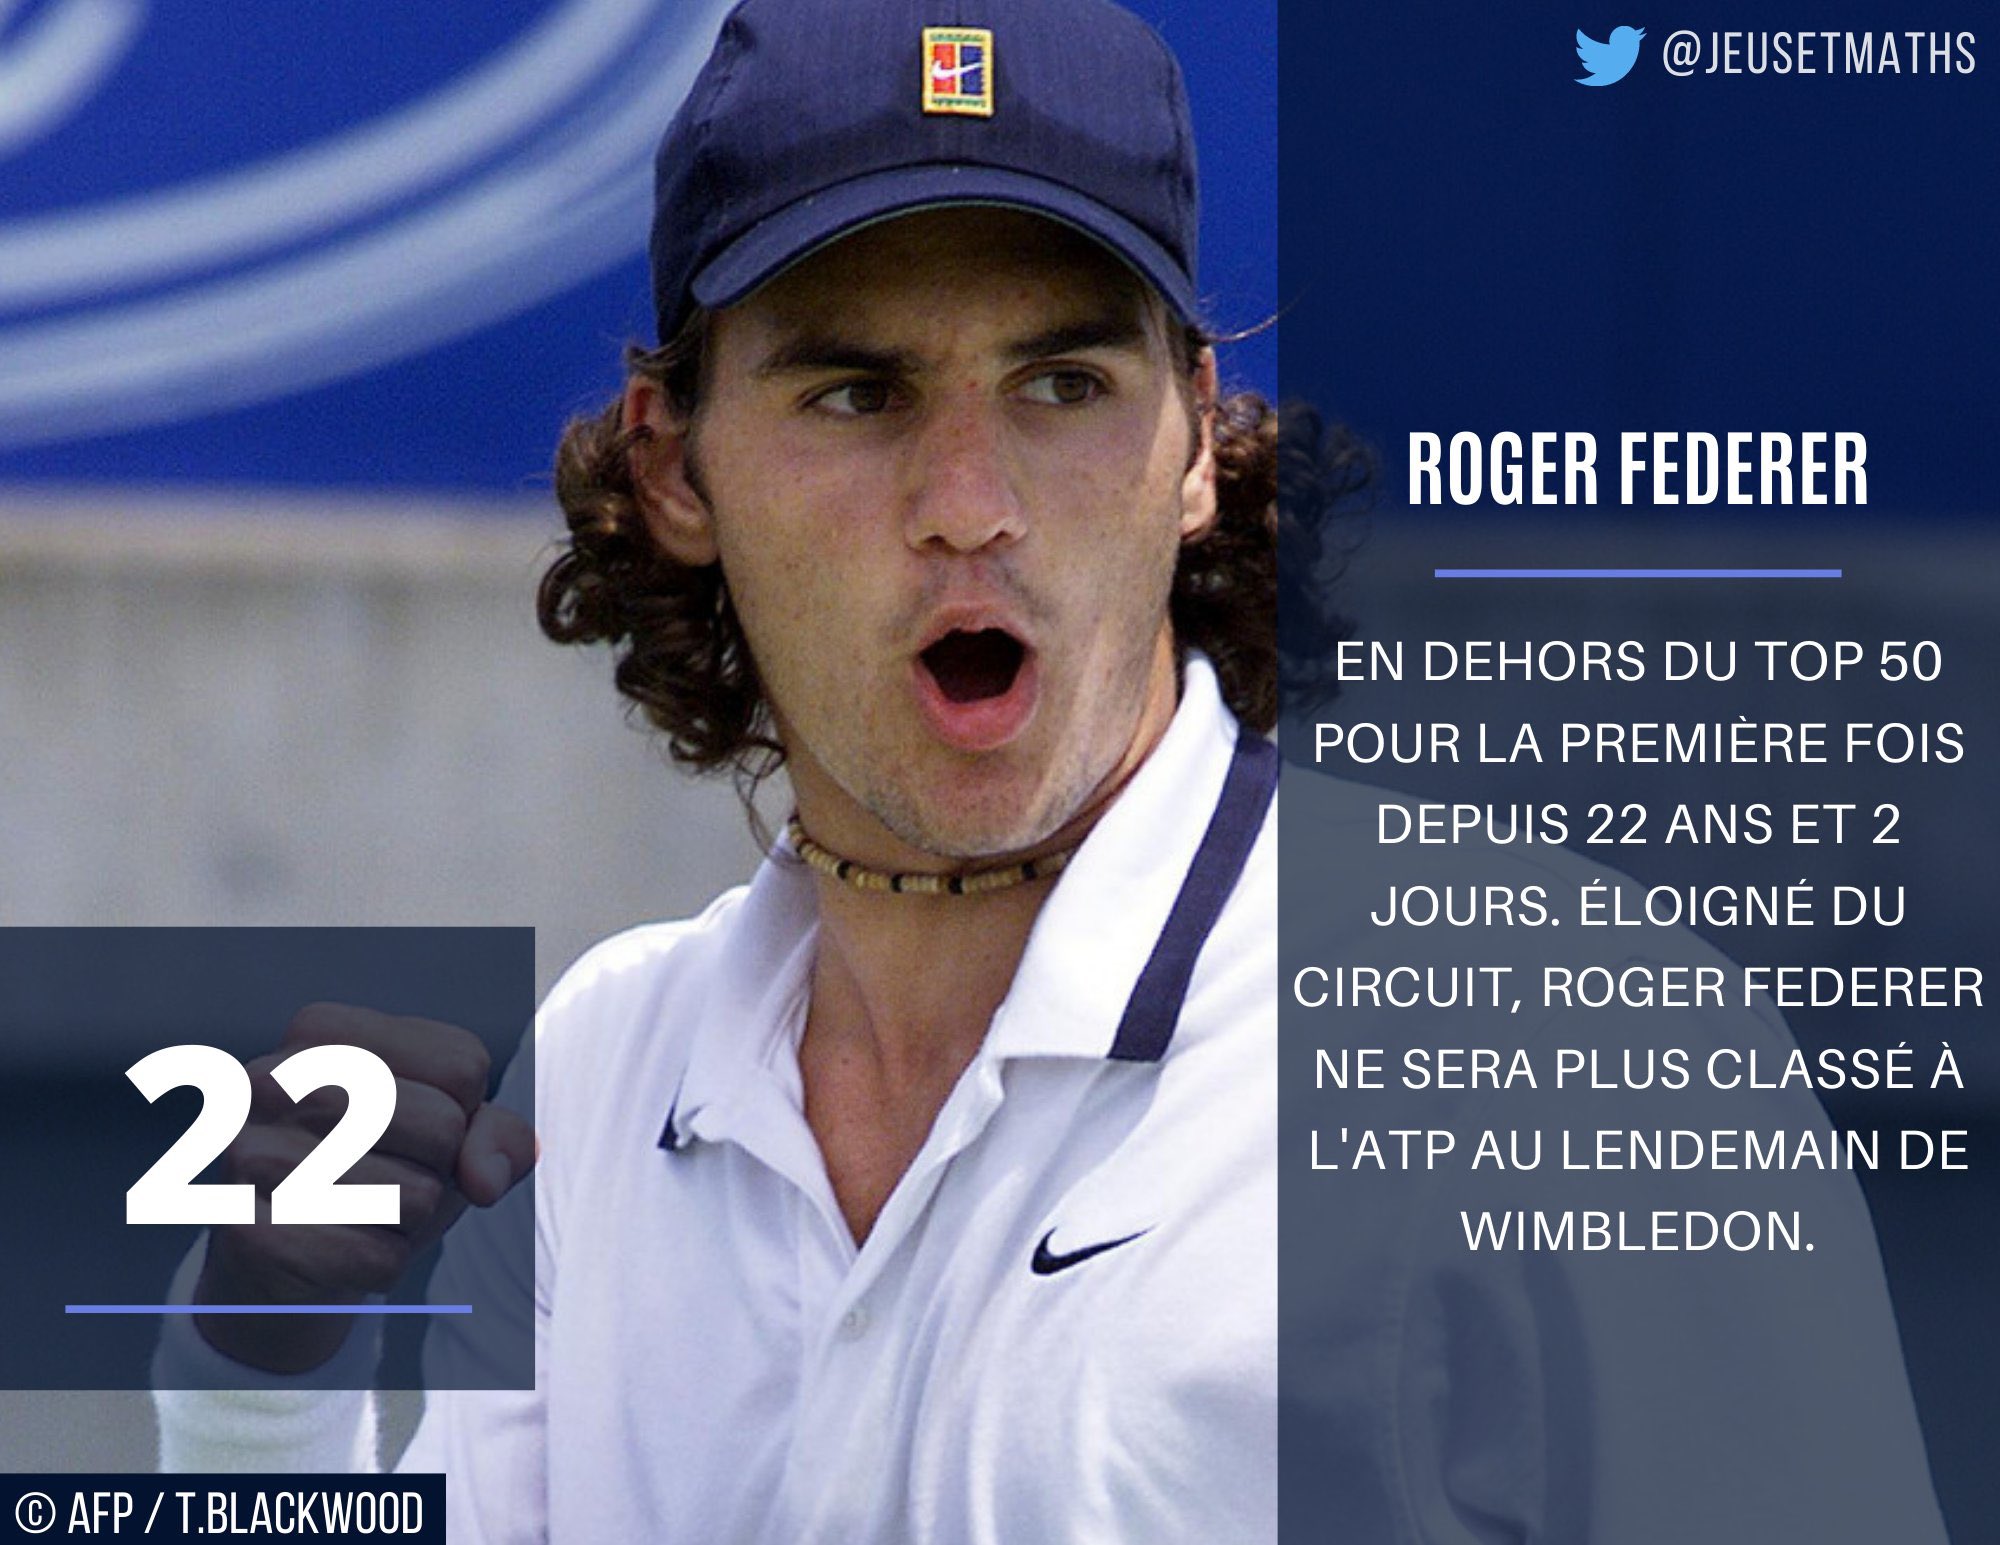 @JEUSETMATHS
ROGER FEDERER
EN DEHORS DU TOP 50
POUR LA PREMIÈRE FOIS
DEPUIS 22 ANS ET 2
JOURS. ÉLOIGNÉ DU
CIRCUIT, ROGER FEDERER
NE SERA PLUS CLASSÉ À
L'ATP AU LENDEMAIN DE
WIMBLEDON.
22
© AFP / T.BLACKWOOD